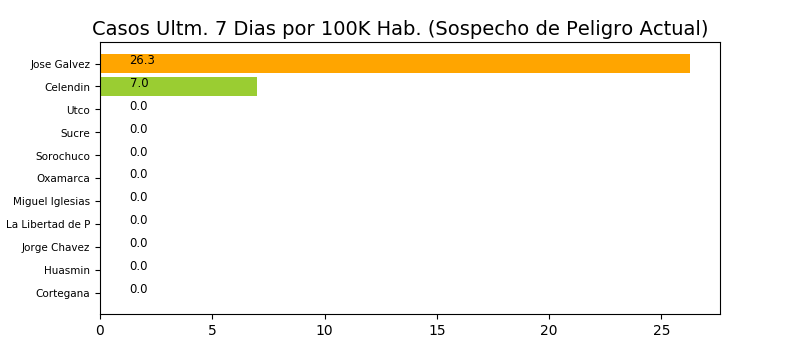 Casos Ultm. 7 Dias por 100K Hab. (Sospecho de Peligro Actual)
Jose Galvez 26.3
Celendin 7.0
Utco 0.0
Sucre 0.0
Sorochuco 0.0
Oxamarca 0.0
Miguel Iglesias 0.0
La Libertad de P 0.0
Jorge Chavez 0.0
Huasmin 0.0
Cortegana 0.0
0 5 10 15 20 25